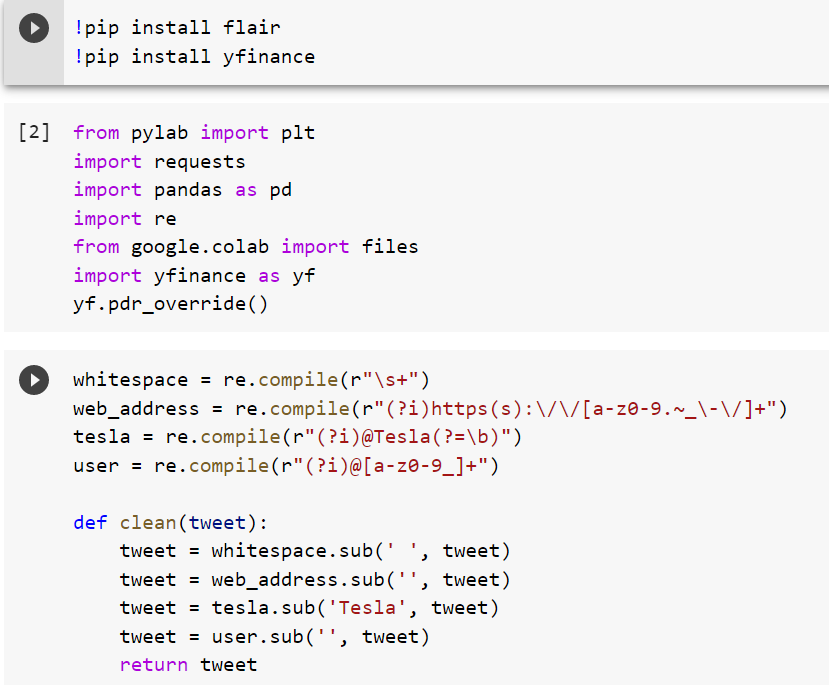 !pip install flair
!pip install yfinance
[2]
from pylab import plt
import requests
import pandas as pd
import re
from google.colab import files
import yfinance as yf
yf.pdr_override()
whitespace = re.compile(r"\s+")
web_address = re.compile(r"(?i)https(s):\/\/[a-z0-9.~_\-\/]+")
tesla = re.compile(r"(?i)@Tesla(?=\b)")
user = re.compile(r"(?i)@[a-z0-9_]+")
def clean(tweet):
    tweet = whitespace.sub(' ', tweet)
    tweet = web_address.sub('', tweet)
    tweet = tesla.sub('Tesla', tweet)
    tweet = user.sub('', tweet)
    return tweet